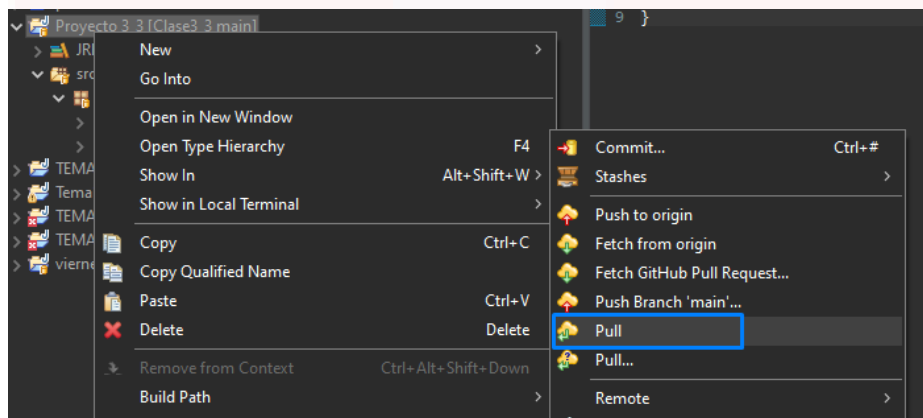 9 }
Proyecto 3_3 [Clase3_3 main]
JRE
src
TEMA
Tema
TEMA
TEMA
vierne
New
Go Into
Open in New Window
Open Type Hierarchy F4
Show In Alt+Shift+W
Show in Local Terminal
Copy Ctrl+C
Copy Qualified Name
Paste Ctrl+V
Delete Delete
Remove from Context Ctrl+Alt+Shift+Down
Build Path
Commit... Ctrl+#
Stashes
Push to origin
Fetch from origin
Fetch GitHub Pull Request...
Push Branch 'main'...
Pull
Pull...
Remote